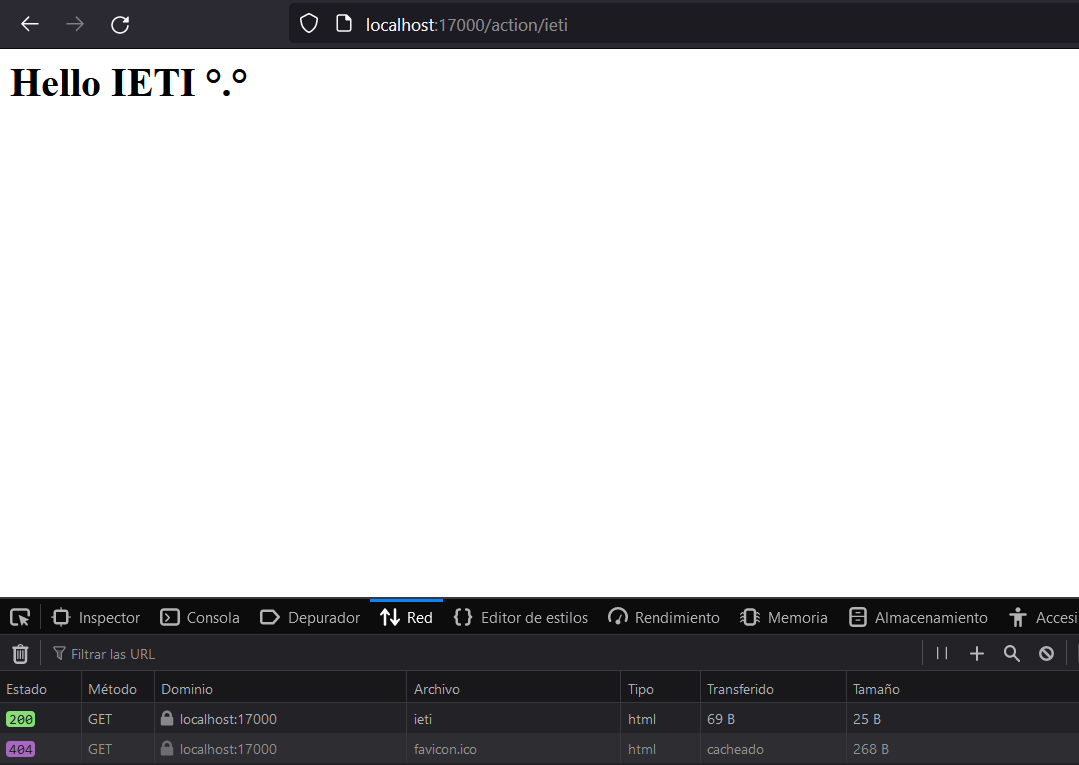 localhost:17000/action/ieti
Hello IETI °.°
Inspector Consola Depurador Red Editor de estilos Rendimiento Memoria Almacenamiento Accesi
Filtrar las URL
Estado Método Dominio Archivo Tipo Transferido Tamaño
200 GET localhost:17000 ieti html 69 B 25 B
404 GET localhost:17000 favicon.ico html cacheado 268 B